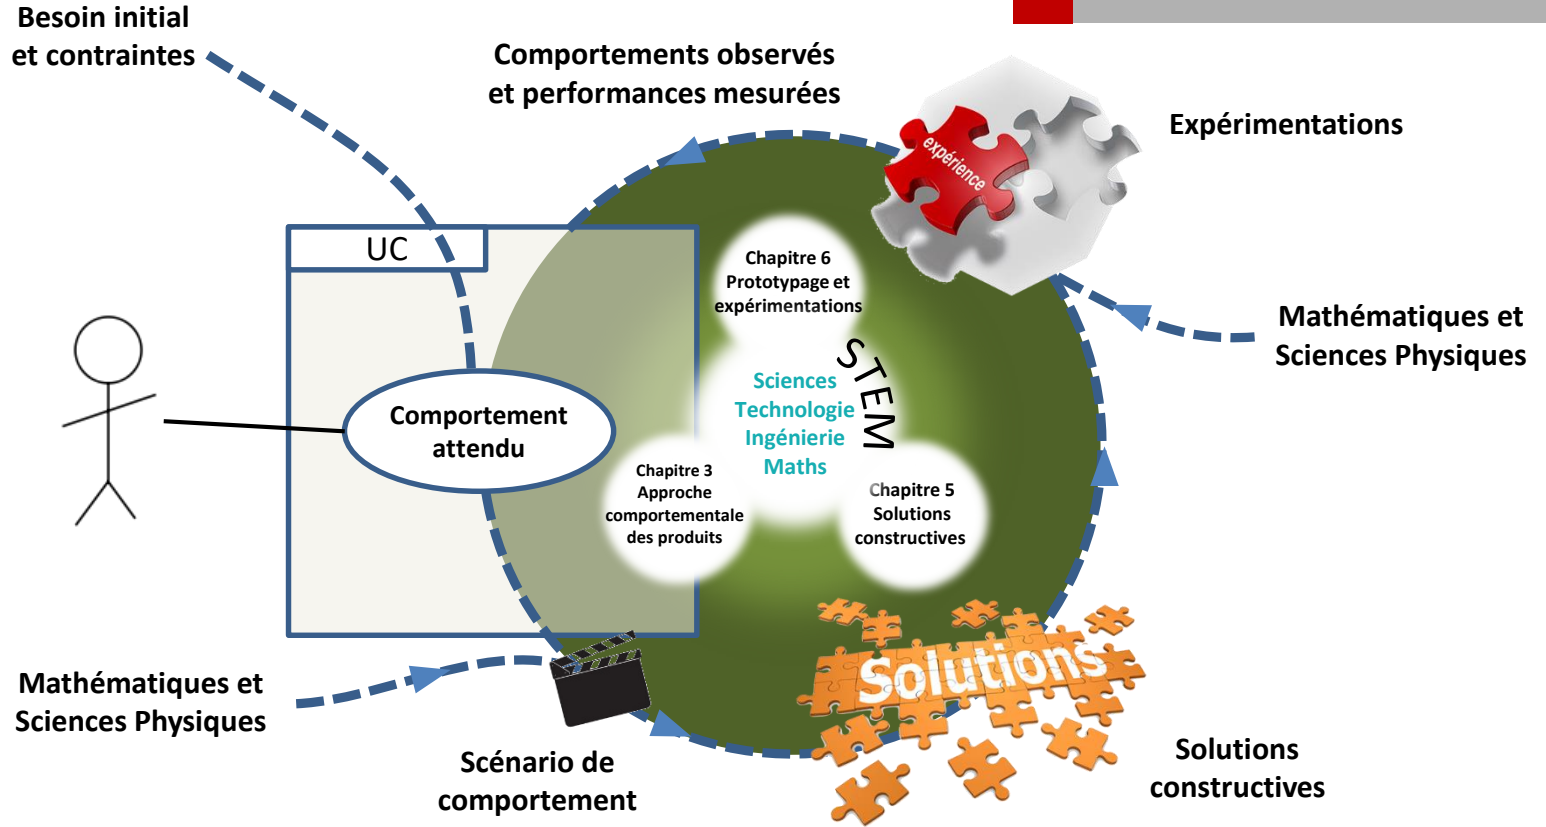 Besoin initial
et contraintes
Comportements observés
et performances mesurées
expérience
Expérimentations
UC
Chapitre 6
Prototypage et
expérimentations
Mathématiques et
Sciences Physiques
STEM
Sciences
Technologie
Ingénierie
Maths
Comportement
attendu
Chapitre 3
Approche
comportementale
des produits
Chapitre 5
Solutions
constructives
Solutions
Mathématiques et
Sciences Physiques
Scénario de
comportement
Solutions
constructives